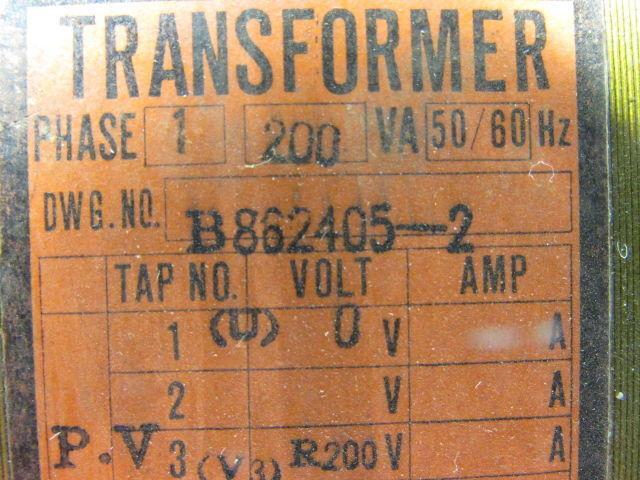 TRANSFORMER
PHASE 1 200 VA 50/60 Hz
DWG.NO. B862405-2
TAP NO. VOLT AMP
1 (U) 0 V A
2 V A
P.V 3 (V3) R200 V A